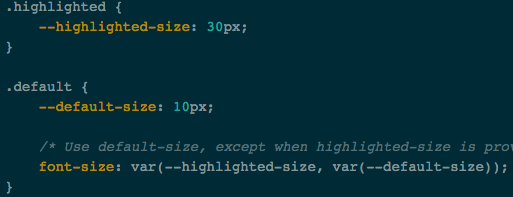 .highlighted {
    --highlighted-size: 30px;
}

.default {
    --default-size: 10px;

    /* Use default-size, except when highlighted-size is prov
    font-size: var(--highlighted-size, var(--default-size));
}